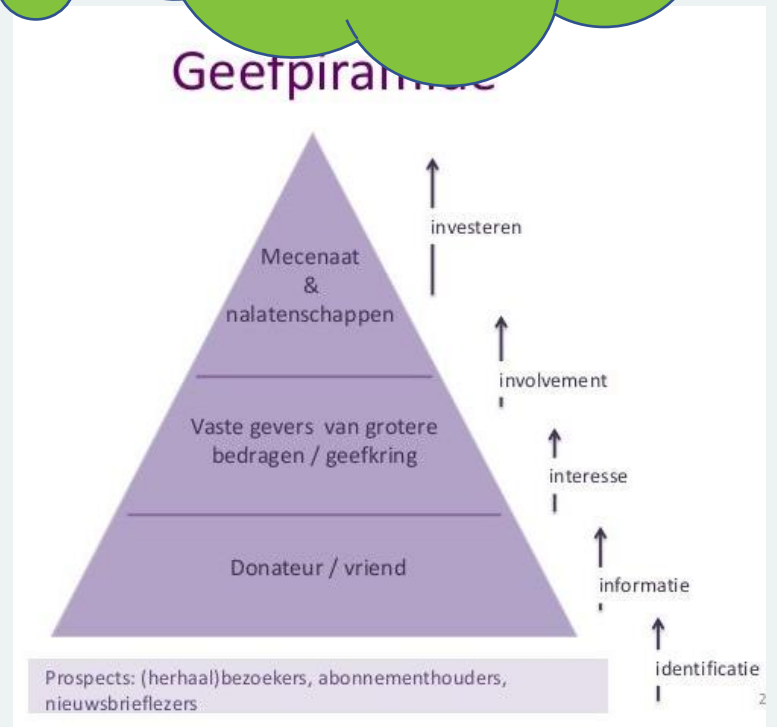 Geefpiramide
investeren
Mecenaat
&
nalatenschappen
involvement
Vaste gevers van grotere
bedragen / geefkring
interesse
Donateur / vriend
informatie
identificatie
Prospects: (herhaal)bezoekers, abonnementhouders,
nieuwsbrieflezers
2